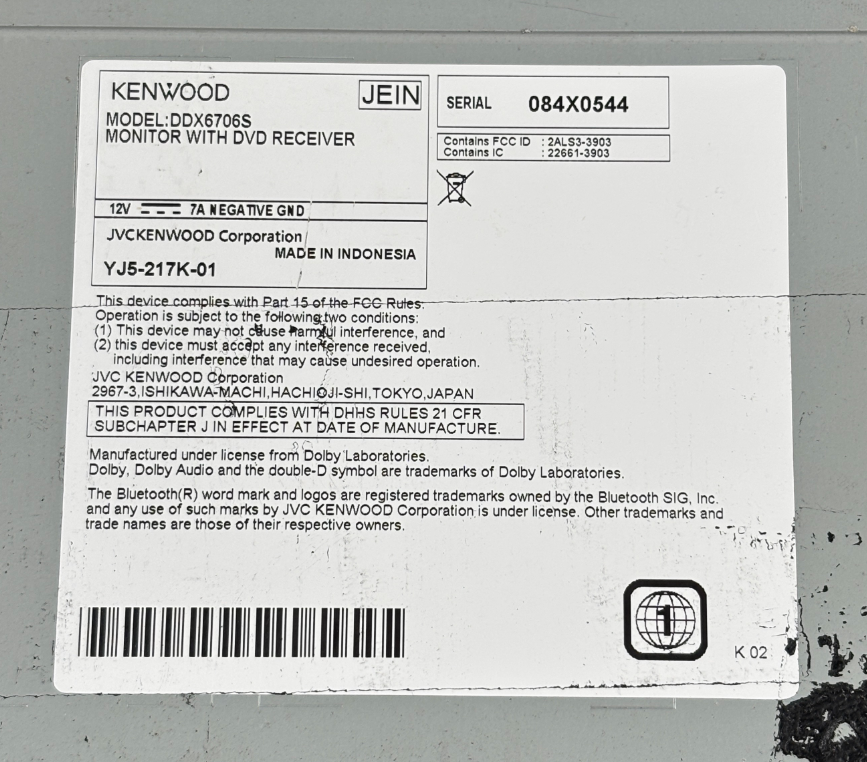 KENWOOD
JEIN
MODEL:DDX6706S
MONITOR WITH DVD RECEIVER
12V 7A NEGATIVE GND
JVCKENWOOD Corporation
MADE IN INDONESIA
YJ5-217K-01
SERIAL 084X0544
Contains FCC ID : 2ALS3-3903
Contains IC : 22661-3903
This device complies with Part 15 of the FCC Rules.
Operation is subject to the following two conditions:
(1) This device may not cause harmful interference, and
(2) this device must accept any interference received,
including interference that may cause undesired operation.
JVC KENWOOD Corporation
2967-3,ISHIKAWA-MACHI,HACHIOJI-SHI,TOKYO,JAPAN
THIS PRODUCT COMPLIES WITH DHHS RULES 21 CFR
SUBCHAPTER J IN EFFECT AT DATE OF MANUFACTURE.
Manufactured under license from Dolby Laboratories.
Dolby, Dolby Audio and the double-D symbol are trademarks of Dolby Laboratories.
The Bluetooth(R) word mark and logos are registered trademarks owned by the Bluetooth SIG, Inc.
and any use of such marks by JVC KENWOOD Corporation is under license. Other trademarks and
trade names are those of their respective owners.
1
K 02